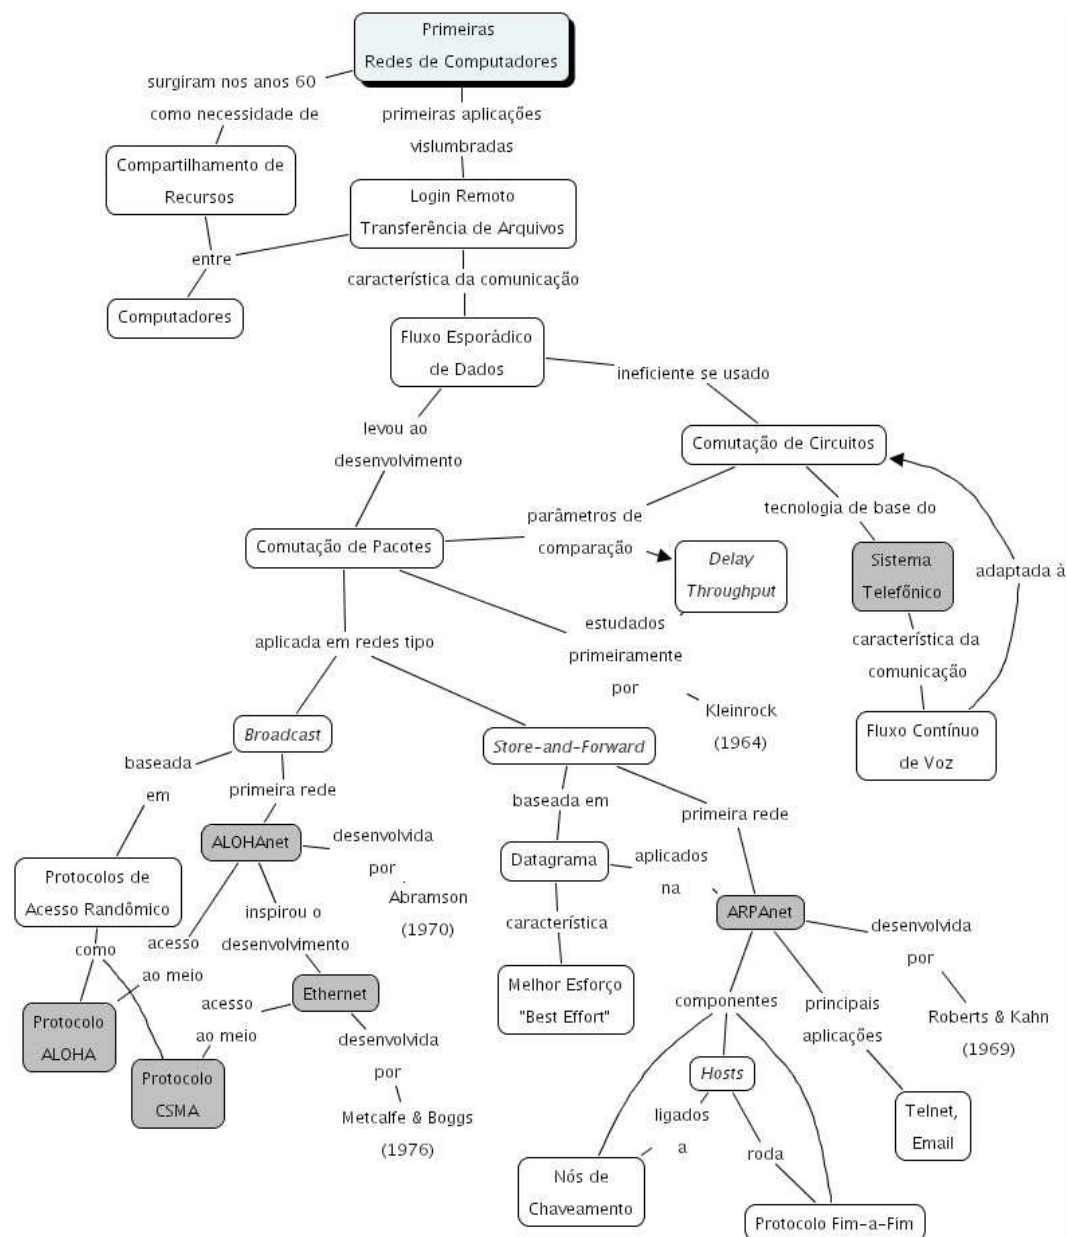 Primeiras
Redes de Computadores
surgiram nos anos 60
como necessidade de
primeiras aplicações
vislumbradas
Compartilhamento de
Recursos
Login Remoto
Transferência de Arquivos
entre
característica da comunicação
Computadores
Fluxo Esporádico
de Dados
ineficiente se usado
levou ao
desenvolvimento
Comutação de Circuitos
parâmetros de
comparação
tecnologia de base do
Comutação de Pacotes
Delay
Throughput
Sistema
Telefônico
adaptada à
estudados
primeiramente
por
aplicada em redes tipo
característica da
comunicação
Kleinrock
(1964)
Fluxo Contínuo
de Voz
Broadcast
Store-and-Forward
baseada
em
primeira rede
baseada em
primeira rede
ALOHAnet
desenvolvida
por
Abramson
(1970)
Datagrama
aplicados
na
Protocolos de
Acesso Randômico
inspirou o
desenvolvimento
característica
ARPAnet
desenvolvida
por
Roberts & Kahn
(1969)
como
acesso
ao meio
Ethernet
Melhor Esforço
"Best Effort"
componentes
principais
aplicações
Protocolo
ALOHA
acesso
ao meio
desenvolvida
por
Protocolo
CSMA
Metcalfe & Boggs
(1976)
Hosts
Telnet,
Email
ligados
a
roda
Nós de
Chaveamento
Protocolo Fim-a-Fim